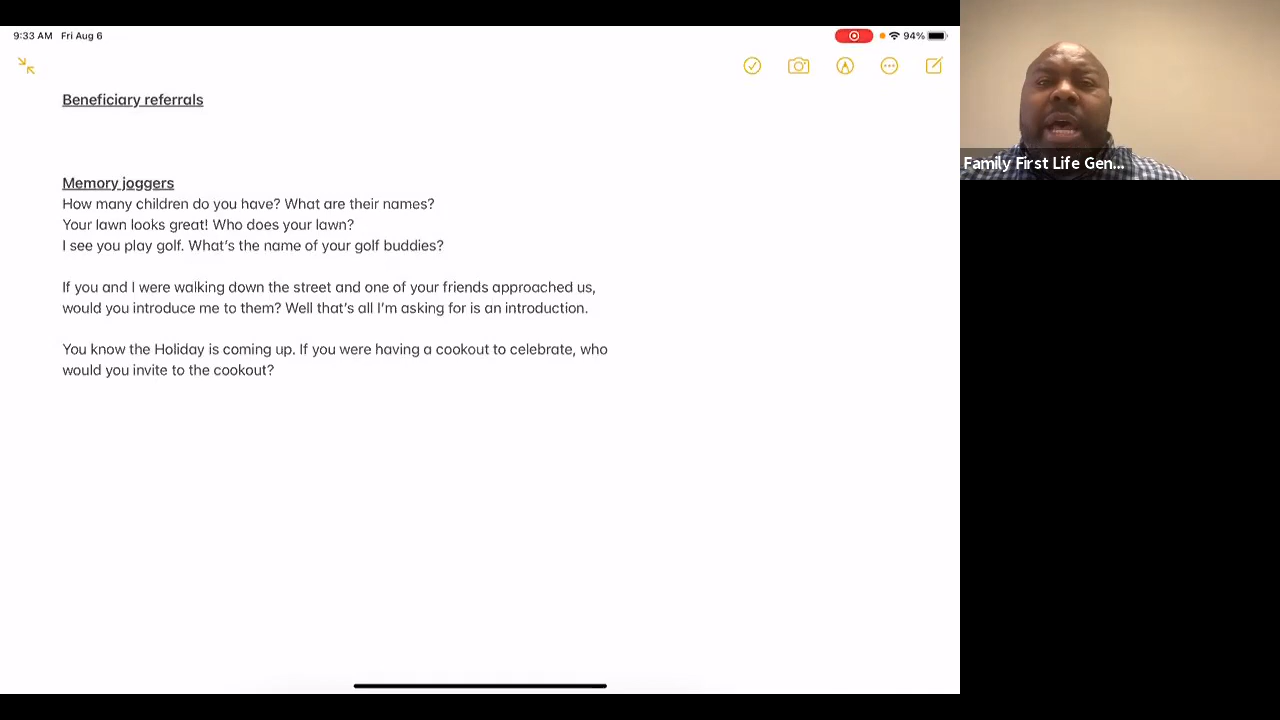 9:33 AM Fri Aug 6
94%
Beneficiary referrals
Memory joggers
How many children do you have? What are their names?
Your lawn looks great! Who does your lawn?
I see you play golf. What's the name of your golf buddies?
If you and I were walking down the street and one of your friends approached us,
would you introduce me to them? Well that's all I'm asking for is an introduction.
You know the Holiday is coming up. If you were having a cookout to celebrate, who
would you invite to the cookout?
Family First Life Gen...